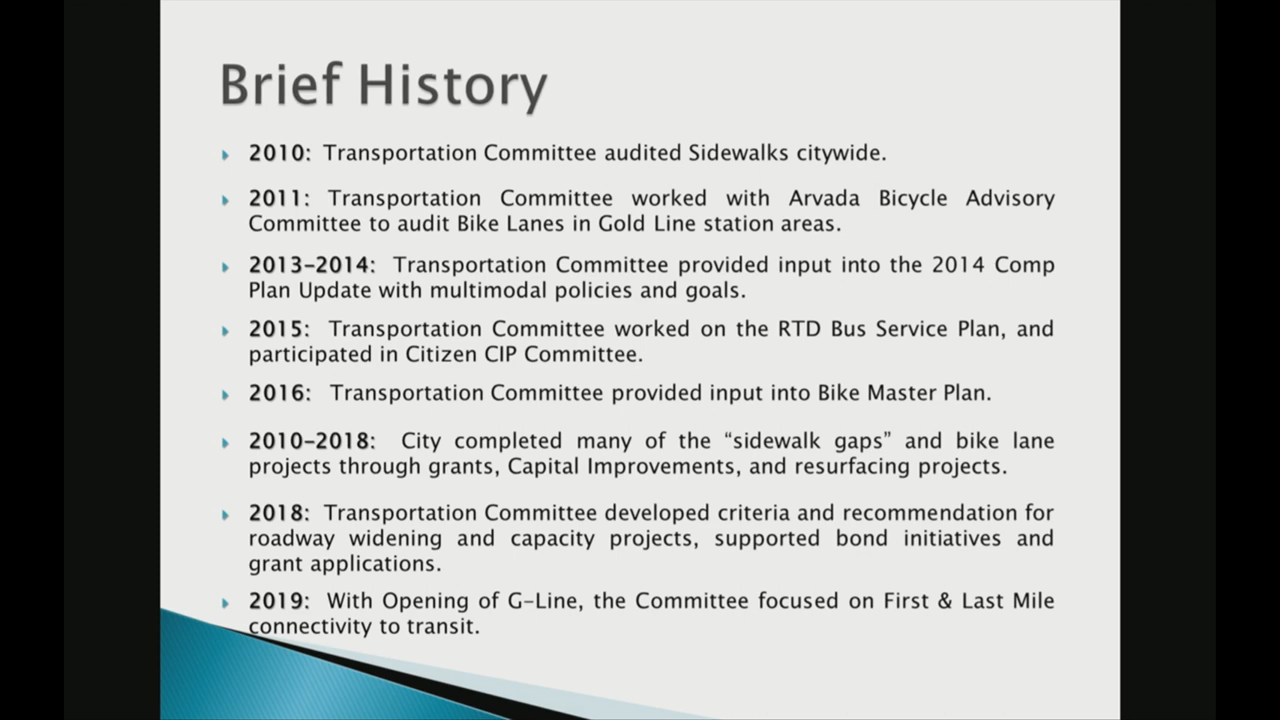 Brief History
2010: Transportation Committee audited Sidewalks citywide.
2011: Transportation Committee worked with Arvada Bicycle Advisory
Committee to audit Bike Lanes in Gold Line station areas.
2013-2014: Transportation Committee provided input into the 2014 Comp
Plan Update with multimodal policies and goals.
2015: Transportation Committee worked on the RTD Bus Service Plan, and
participated in Citizen CIP Committee.
2016: Transportation Committee provided input into Bike Master Plan.
2010-2018: City completed many of the “sidewalk gaps” and bike lane
projects through grants, Capital Improvements, and resurfacing projects.
2018: Transportation Committee developed criteria and recommendation for
roadway widening and capacity projects, supported bond initiatives and
grant applications.
2019: With Opening of G-Line, the Committee focused on First & Last Mile
connectivity to transit.